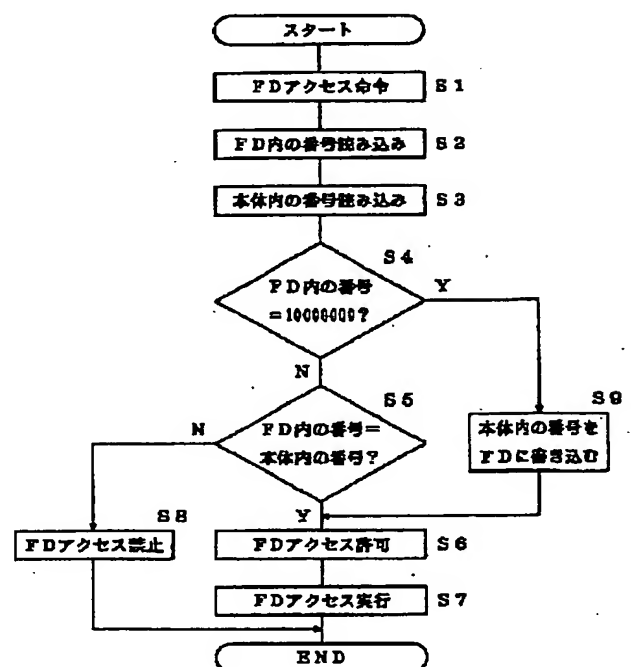 スタート
FDアクセス命令
S1
FD内の番号読み込み
S2
本体内の番号読み込み
S3
S4
FD内の番号
=10000000?
Y
N
S5
FD内の番号=
本体内の番号?
N
Y
S9
本体内の番号を
FDに書き込む
S8
FDアクセス禁止
FDアクセス許可
S6
FDアクセス実行
S7
END